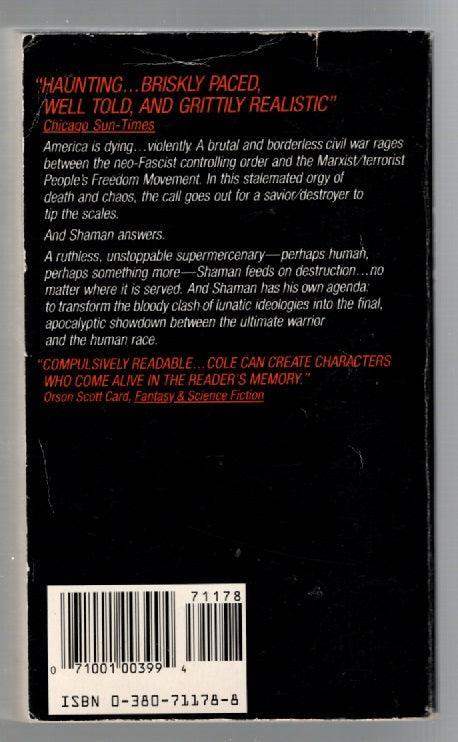 “HAUNTING...BRISKLY PACED,
WELL TOLD, AND GRITTILY REALISTIC”
Chicago Sun-Times
America is dying...violently. A brutal and borderless civil war rages
between the neo-Fascist controlling order and the Marxist/terrorist
People's Freedom Movement. In this stalemated orgy of
death and chaos, the call goes out for a savior/destroyer to
tip the scales.
And Shaman answers.
A ruthless, unstoppable supermercenary—perhaps human,
perhaps something more—Shaman feeds on destruction...no
matter where it is served. And Shaman has his own agenda:
to transform the bloody clash of lunatic ideologies into the final,
apocalyptic showdown between the ultimate warrior
and the human race.
“COMPULSIVELY READABLE...COLE CAN CREATE CHARACTERS
WHO COME ALIVE IN THE READER'S MEMORY.”
Orson Scott Card, Fantasy & Science Fiction
71178
0 71001 00399 4
ISBN 0-380-71178-8